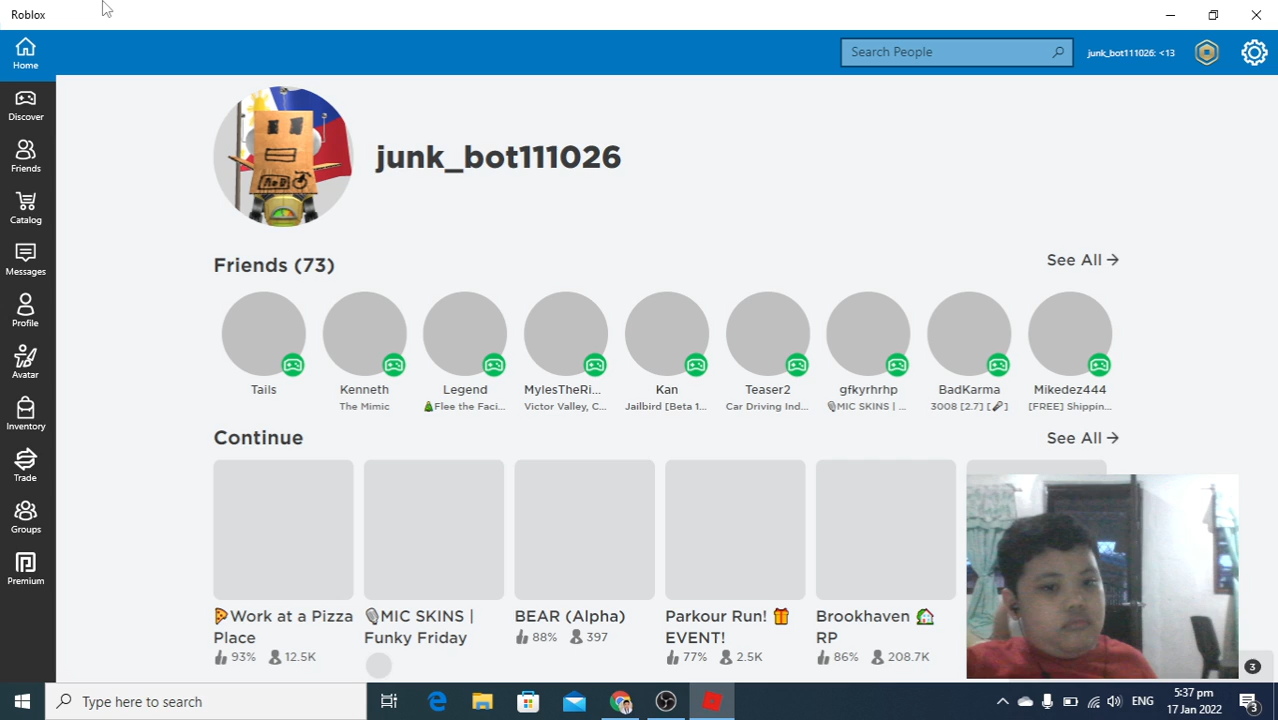 Roblox
Home
Search People
junk_bot111026: <13
Discover
Friends
Catalog
Messages
Profile
Avatar
Inventory
Trade
Groups
Premium
junk_bot111026
Friends (73)
See All
Tails
Kenneth
The Mimic
Legend
🎄Flee the Faci...
MylesTheRi...
Victor Valley, C...
Kan
Jailbird [Beta 1...
Teaser2
Car Driving Ind...
gfkyrhrhp
🎙MIC SKINS | ...
BadKarma
3008 [2.7] [🎤]
Mikedez444
[FREE] Shippin...
Continue
See All
🍕Work at a Pizza
Place
93% 12.5K
🎙MIC SKINS |
Funky Friday
BEAR (Alpha)
88% 397
Parkour Run! 🎁
EVENT!
77% 2.5K
Brookhaven 🏡
RP
86% 208.7K
3
Type here to search
ENG
5:37 pm
17 Jan 2022
3